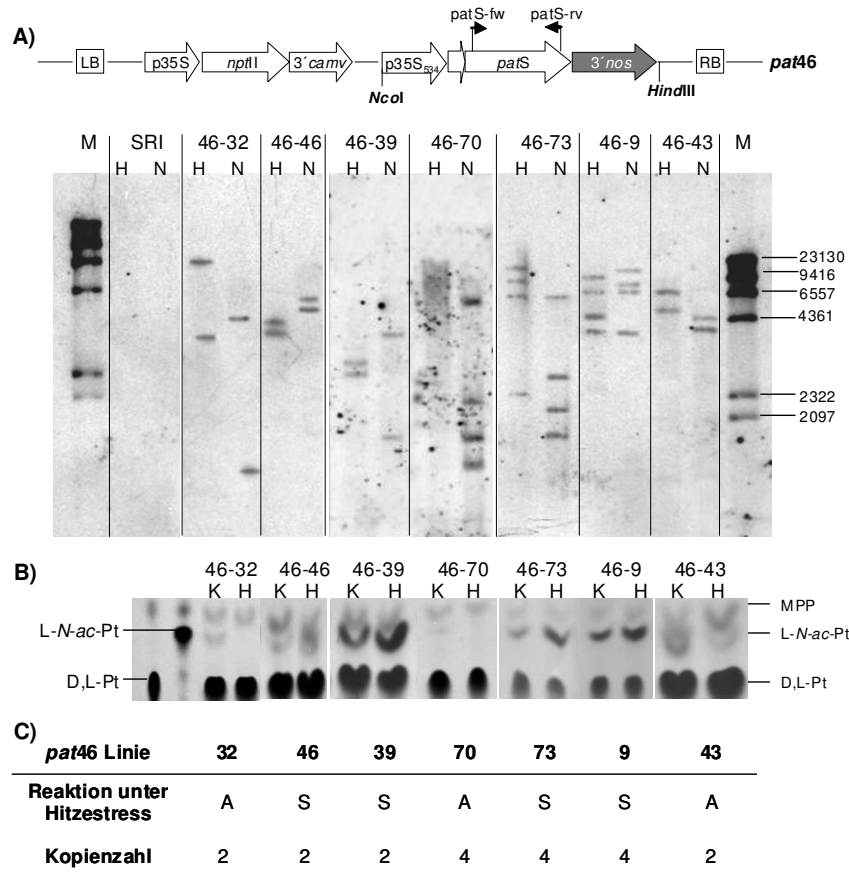 A)
patS-fw patS-rv
LB p35S nptII 3´camv p35S534 patS 3´nos RB pat46
NcoI HindIII
M SRI 46-32 46-46 46-39 46-70 46-73 46-9 46-43 M
H N H N H N H N H N H N H N H N
23130
9416
6557
4361
2322
2097
B)
46-32 46-46 46-39 46-70 46-73 46-9 46-43
K H K H K H K H K H K H K H
MPP
L-N-ac-Pt L-N-ac-Pt
D,L-Pt D,L-Pt
C)
pat46 Linie 32 46 39 70 73 9 43
Reaktion unter
Hitzestress A S S A S S A
Kopienzahl 2 2 2 4 4 4 2